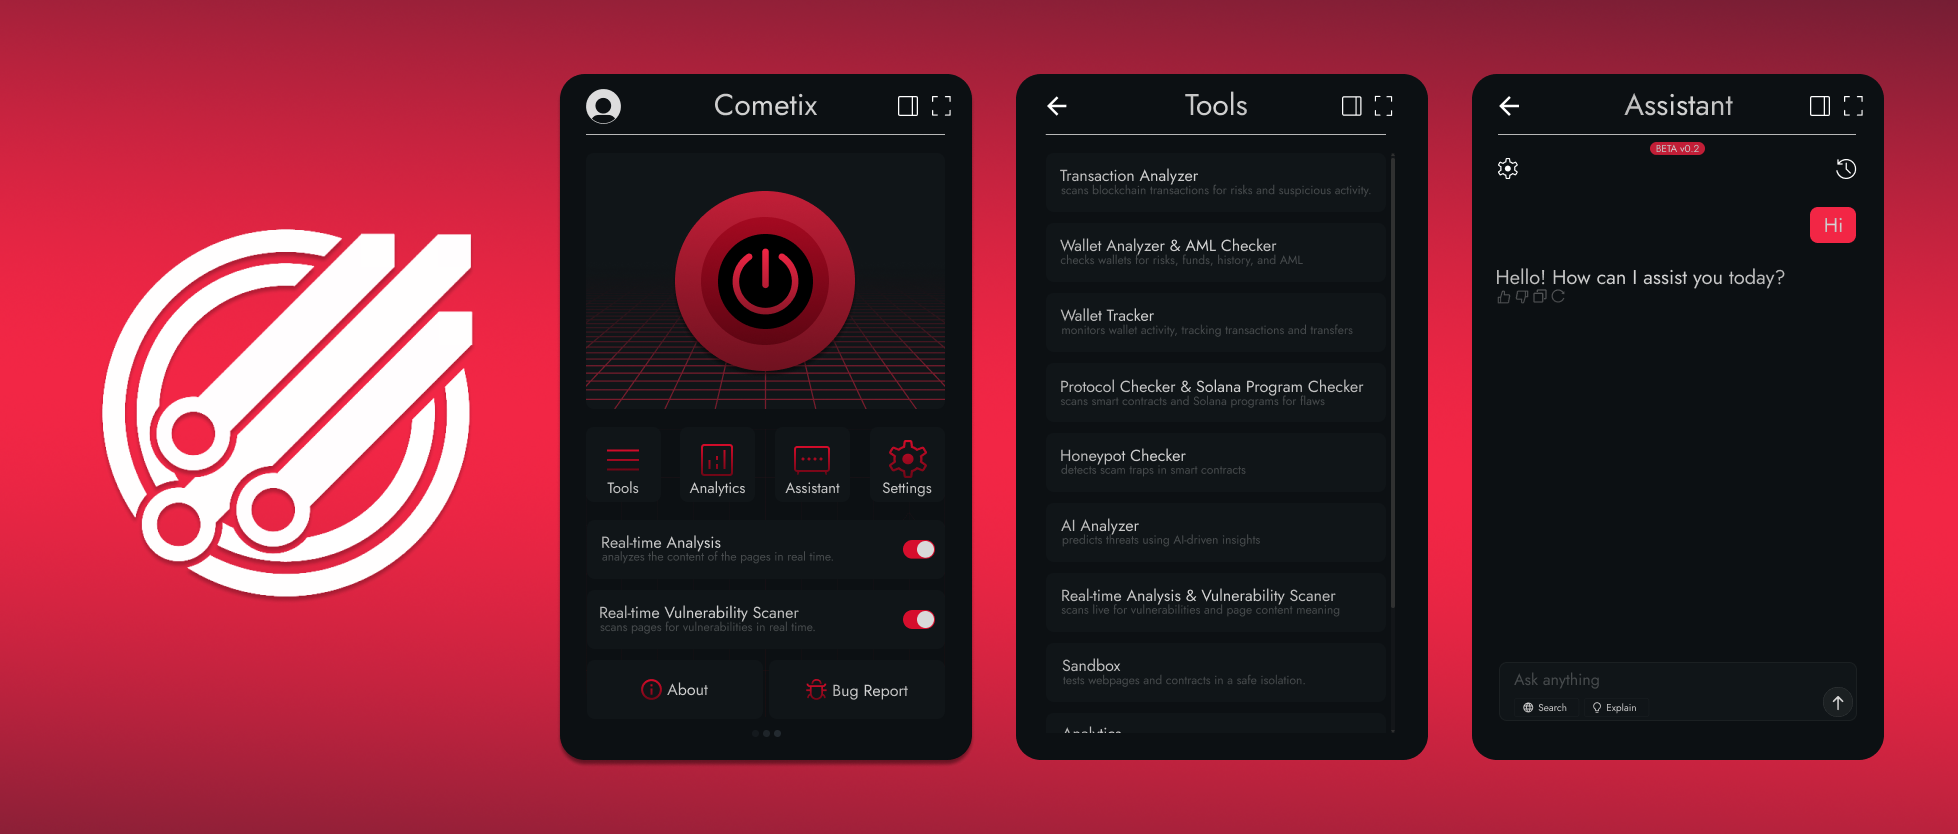 Cometix
Tools
Analytics
Assistant
Settings
Real-time Analysis
analyzes the content of the pages in real time.
Real-time Vulnerability Scaner
scans pages for vulnerabilities in real time.
About
Bug Report
Tools
Transaction Analyzer
scans blockchain transactions for risks and suspicious activity.
Wallet Analyzer & AML Checker
checks wallets for risks, funds, history, and AML
Wallet Tracker
monitors wallet activity, tracking transactions and transfers
Protocol Checker & Solana Program Checker
scans smart contracts and Solana programs for flaws
Honeypot Checker
detects scam traps in smart contracts
AI Analyzer
predicts threats using AI-driven insights
Real-time Analysis & Vulnerability Scaner
scans live for vulnerabilities and page content meaning
Sandbox
tests webpages and contracts in a safe isolation.
Analytics
Assistant
BETA v0.2
Hi
Hello! How can I assist you today?
Ask anything
Search
Explain